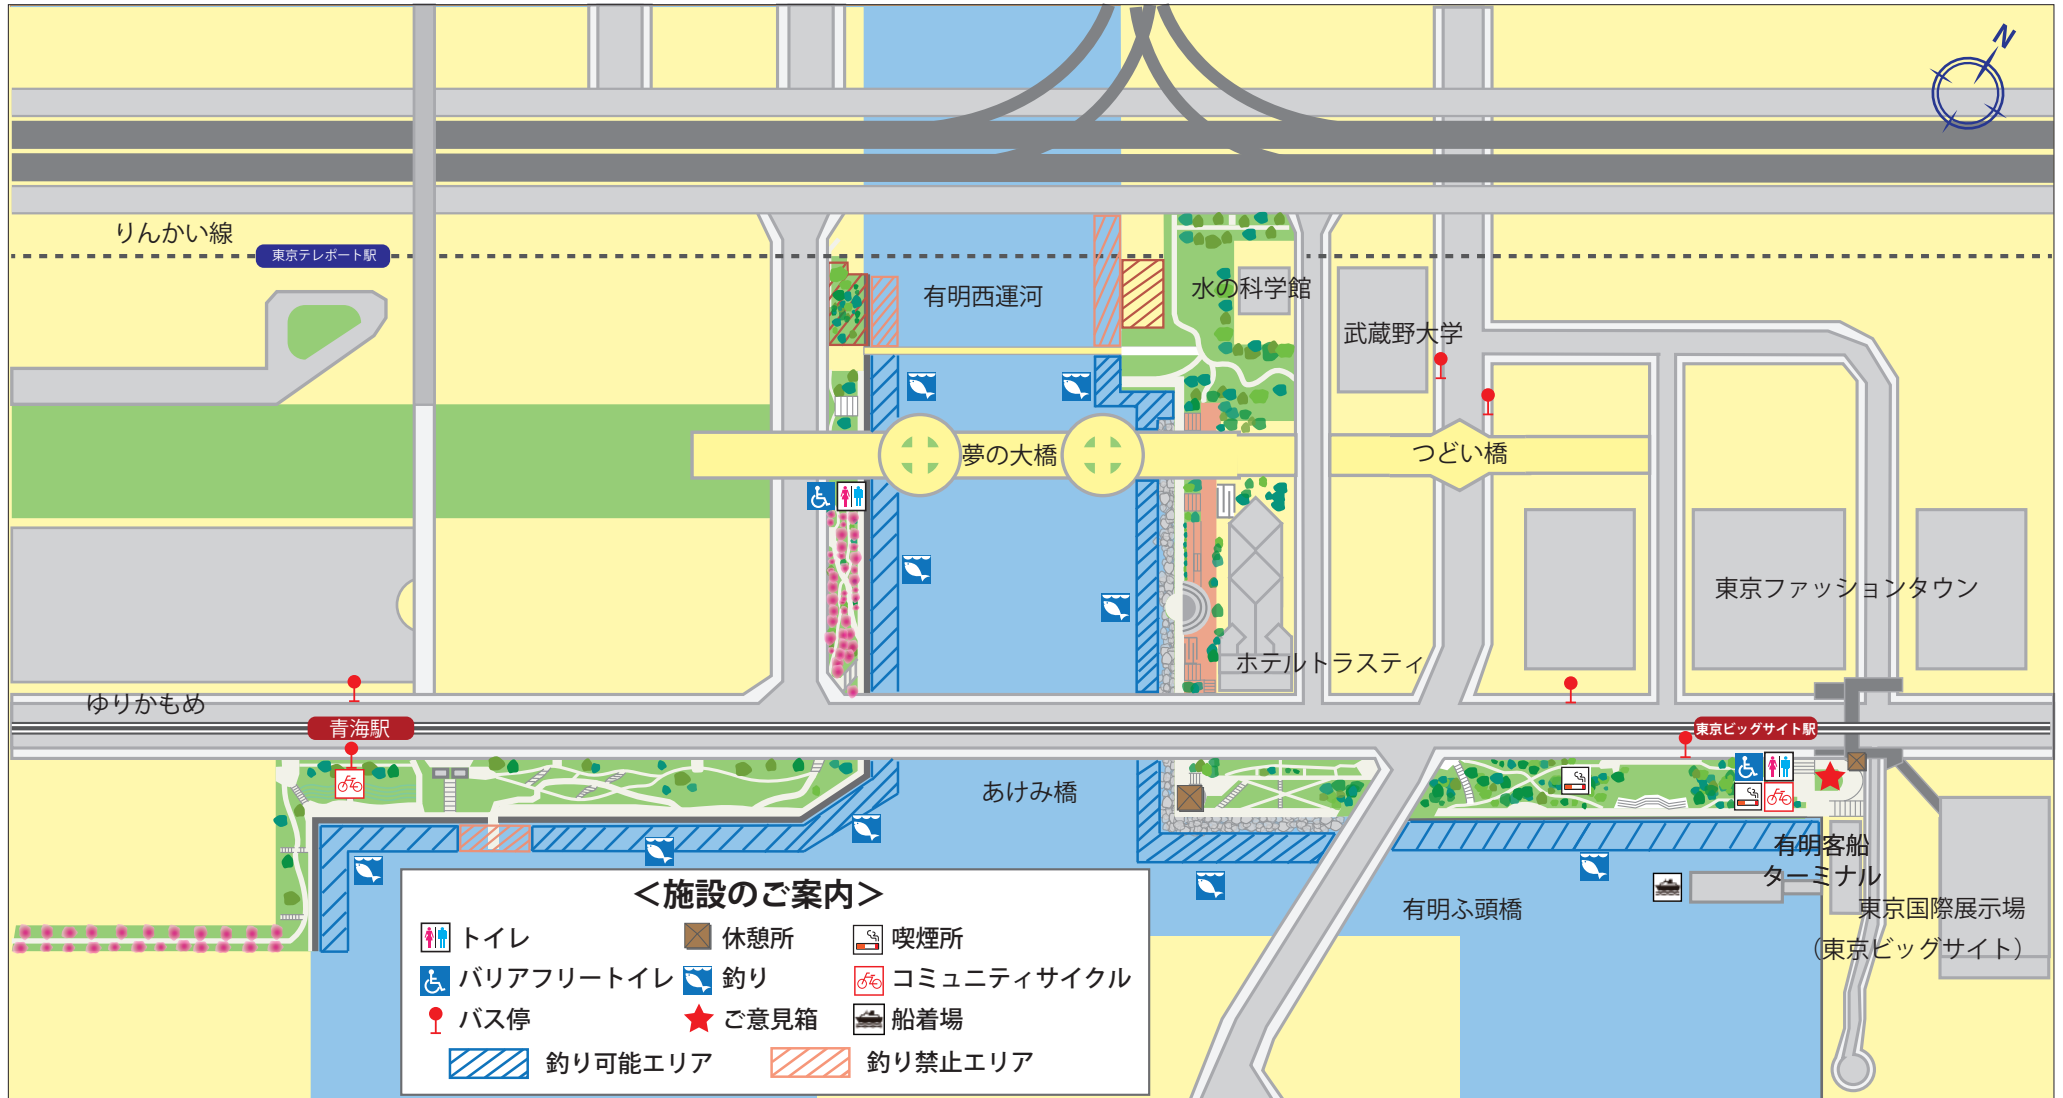 N
りんかい線
東京テレポート駅
有明西運河
水の科学館
武蔵野大学
夢の大橋
つどい橋
東京ファッションタウン
ホテルトラスティ
ゆりかもめ
青海駅
東京ビッグサイト駅
あけみ橋
有明客船
ターミナル
有明ふ頭橋
東京国際展示場
（東京ビッグサイト）
＜施設のご案内＞
トイレ
休憩所
喫煙所
バリアフリートイレ
釣り
コミュニティサイクル
バス停
ご意見箱
船着場
釣り可能エリア
釣り禁止エリア